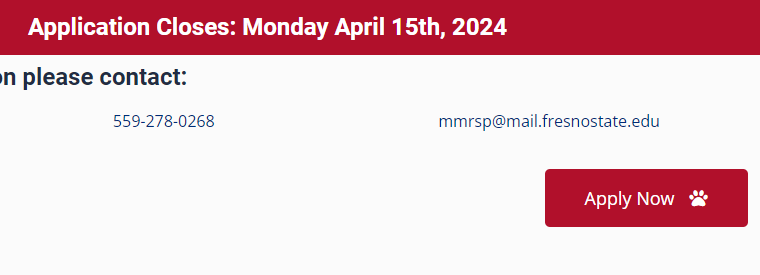 Application Closes: Monday April 15th, 2024
on please contact:
559-278-0268 mmrsp@mail.fresnostate.edu
Apply Now